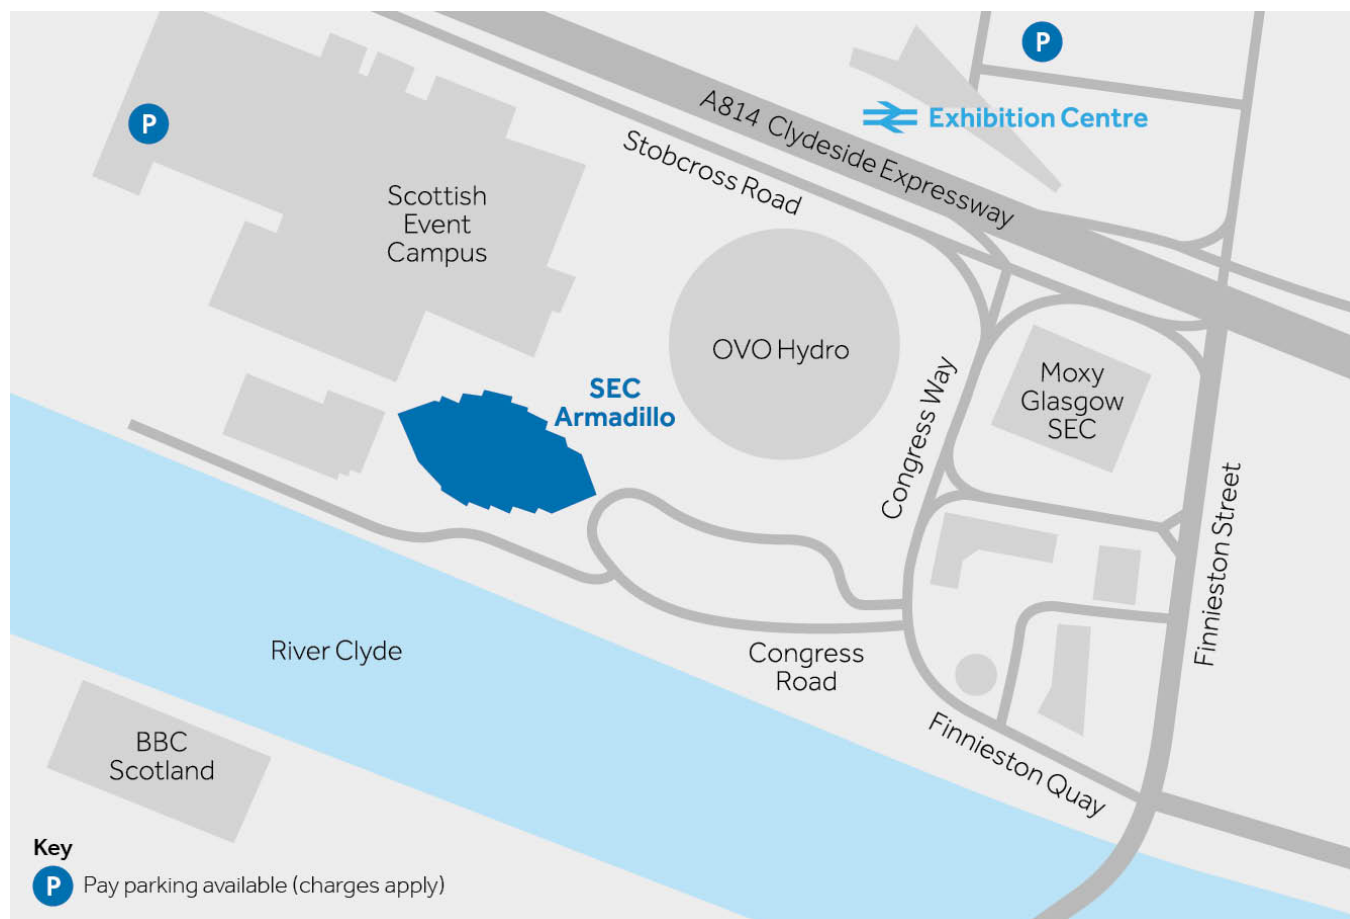 P
A814 Clydeside Expressway
Exhibition Centre
P
Stobcross Road
Scottish
Event
Campus
OVO Hydro
SEC
Armadillo
Moxy
Glasgow
SEC
Congress Way
Finnieston Street
River Clyde
Congress
Road
Finnieston Quay
BBC
Scotland
Key
P Pay parking available (charges apply)